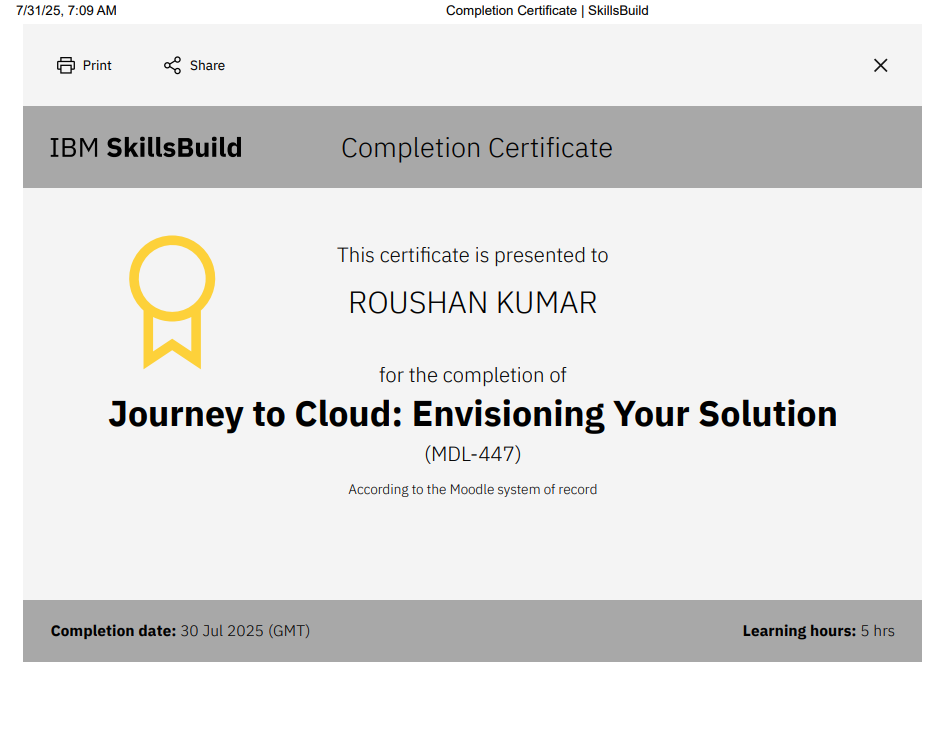 7/31/25, 7:09 AM Completion Certificate | SkillsBuild
Print Share
IBM SkillsBuild Completion Certificate
This certificate is presented to
ROUSHAN KUMAR
for the completion of
Journey to Cloud: Envisioning Your Solution
(MDL-447)
According to the Moodle system of record
Completion date: 30 Jul 2025 (GMT) Learning hours: 5 hrs